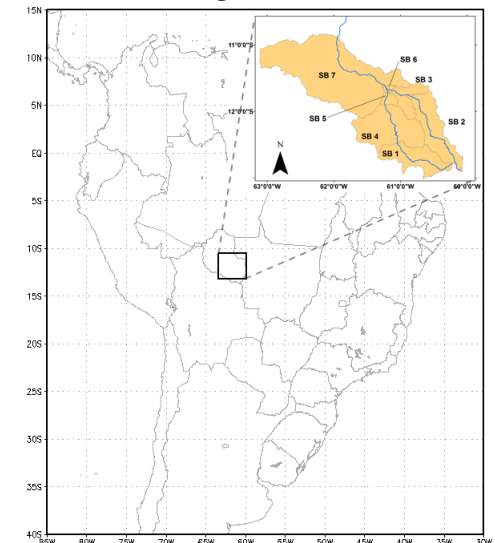 15N
10N
5N
EQ
5S
10S
15S
20S
25S
30S
35S
40S
85W 80W 75W 70W 65W 60W 55W 50W 45W 40W 35W 30W
11°0'0"S
12°0'0"S
63°0'0"W 62°0'0"W 61°0'0"W 60°0'0"W
SB 6
SB 7
SB 3
SB 5
SB 2
SB 4
SB 1
N